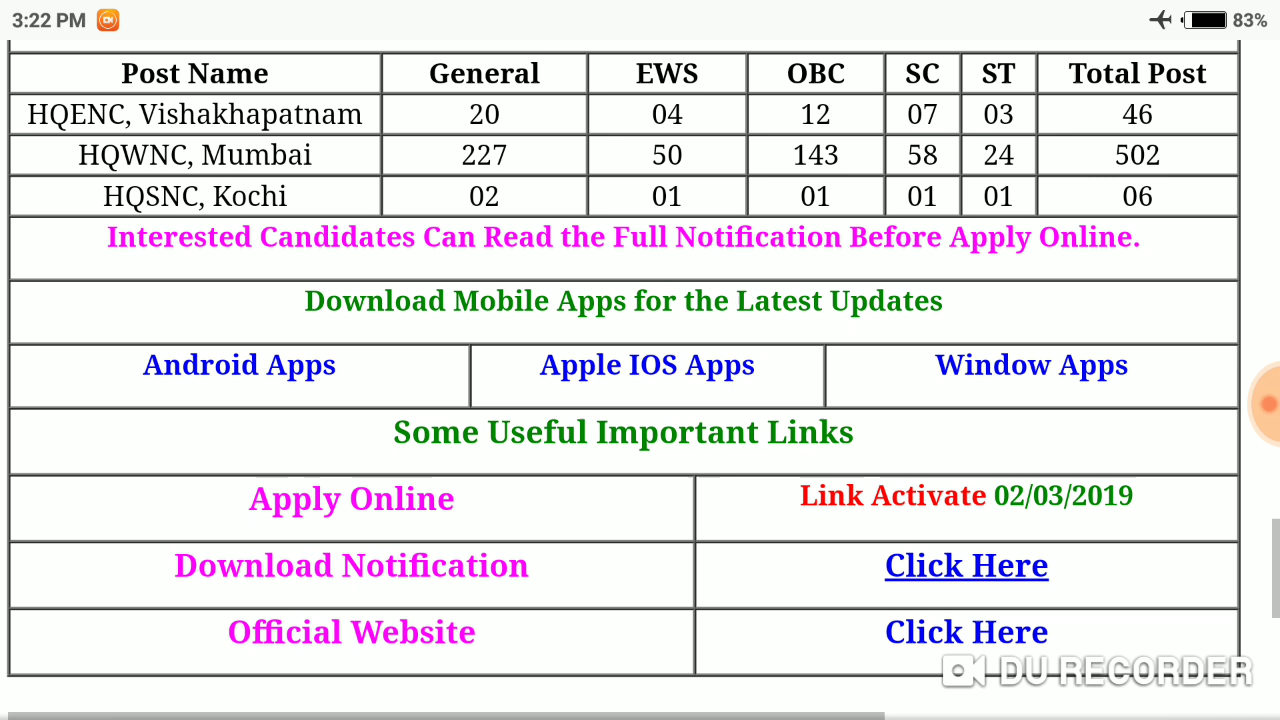 3:22 PM 83%
Post Name General EWS OBC SC ST Total Post
HQENC, Vishakhapatnam 20 04 12 07 03 46
HQWNC, Mumbai 227 50 143 58 24 502
HQSNC, Kochi 02 01 01 01 01 06
Interested Candidates Can Read the Full Notification Before Apply Online.
Download Mobile Apps for the Latest Updates
Android Apps Apple IOS Apps Window Apps
Some Useful Important Links
Apply Online Link Activate 02/03/2019
Download Notification Click Here
Official Website Click Here
DU RECORDER